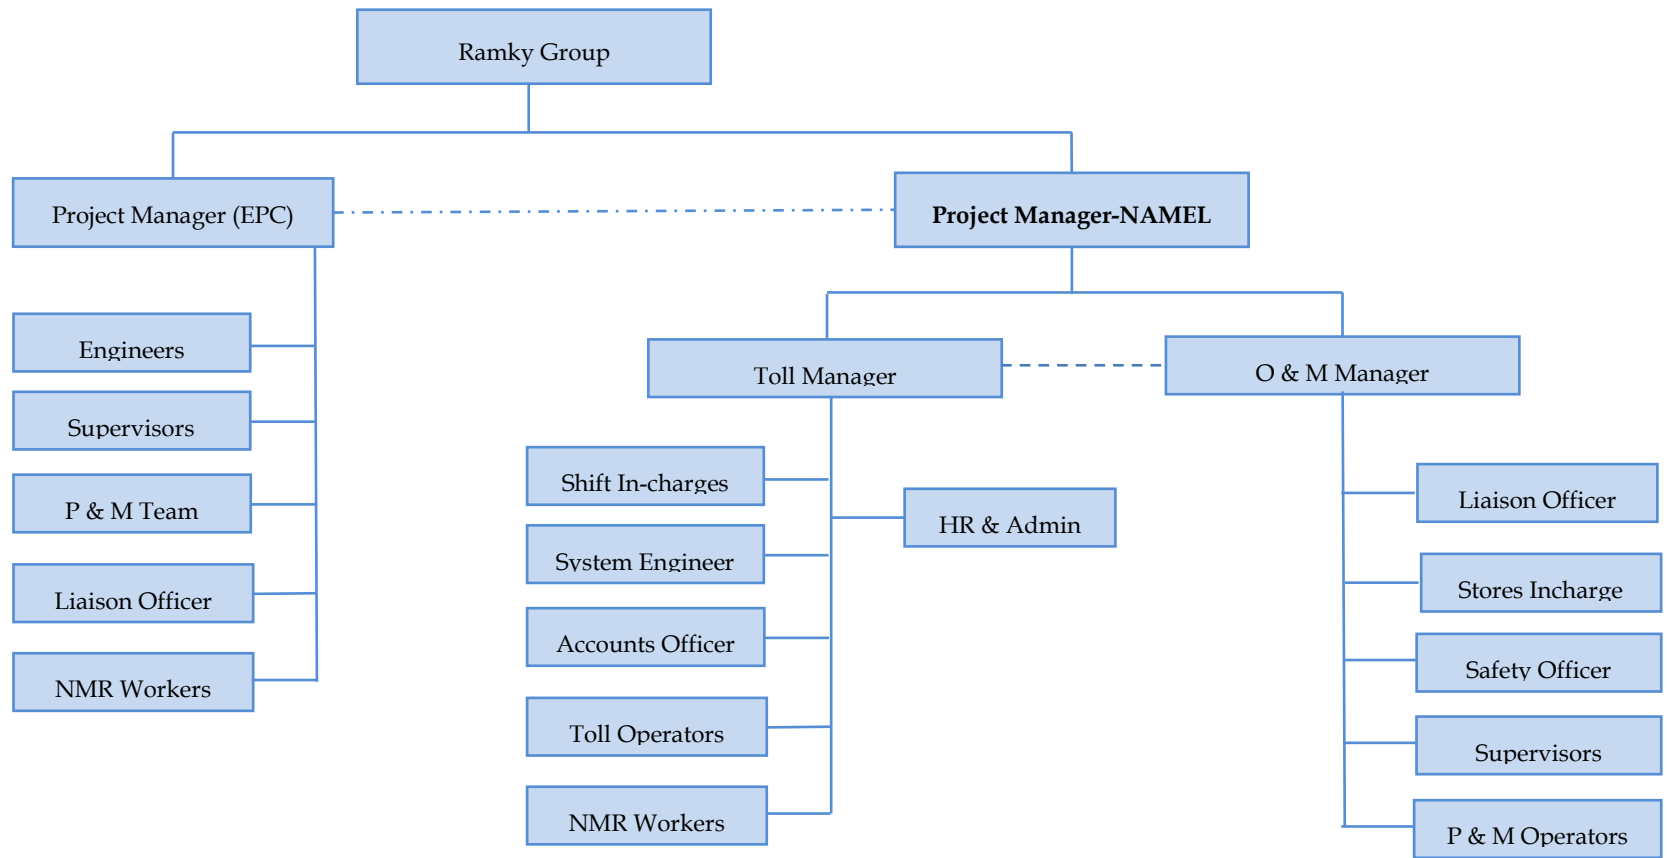 Ramky Group
Project Manager (EPC)
Project Manager-NAMEL
Engineers
Supervisors
P & M Team
Liaison Officer
NMR Workers
Toll Manager
O & M Manager
Shift In-charges
System Engineer
Accounts Officer
Toll Operators
NMR Workers
HR & Admin
Liaison Officer
Stores Incharge
Safety Officer
Supervisors
P & M Operators